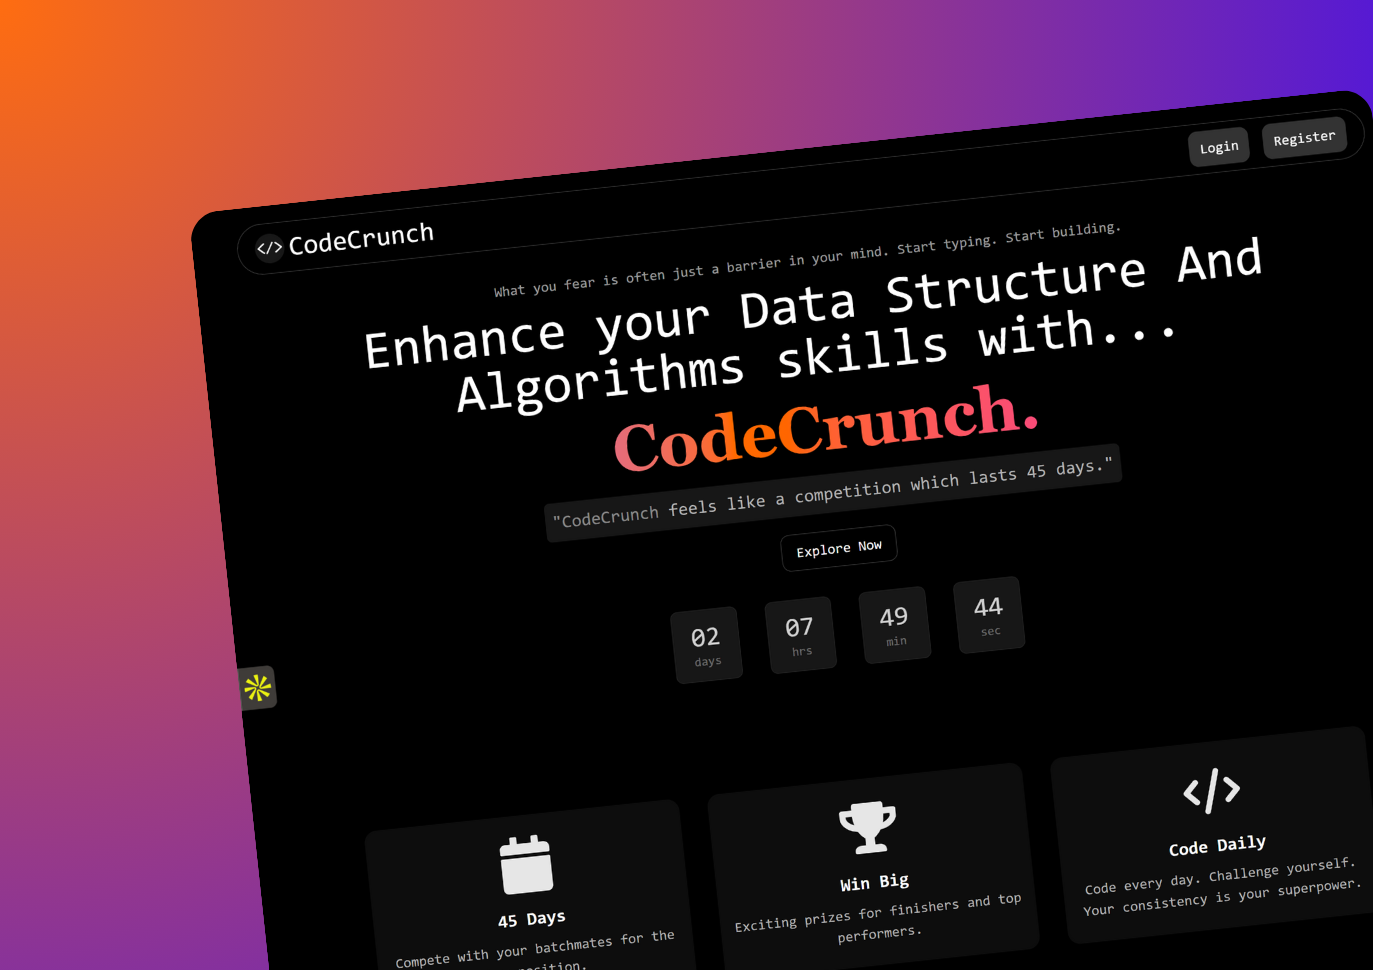 Login
Register
</> CodeCrunch
What you fear is often just a barrier in your mind. Start typing. Start building.
Enhance your Data Structure And
Algorithms skills with...
CodeCrunch.
"CodeCrunch feels like a competition which lasts 45 days."
Explore Now
02
days
07
hrs
49
min
44
sec
45 Days
Compete with your batchmates for the
Win Big
Exciting prizes for finishers and top
performers.
Code Daily
Code every day. Challenge yourself.
Your consistency is your superpower.